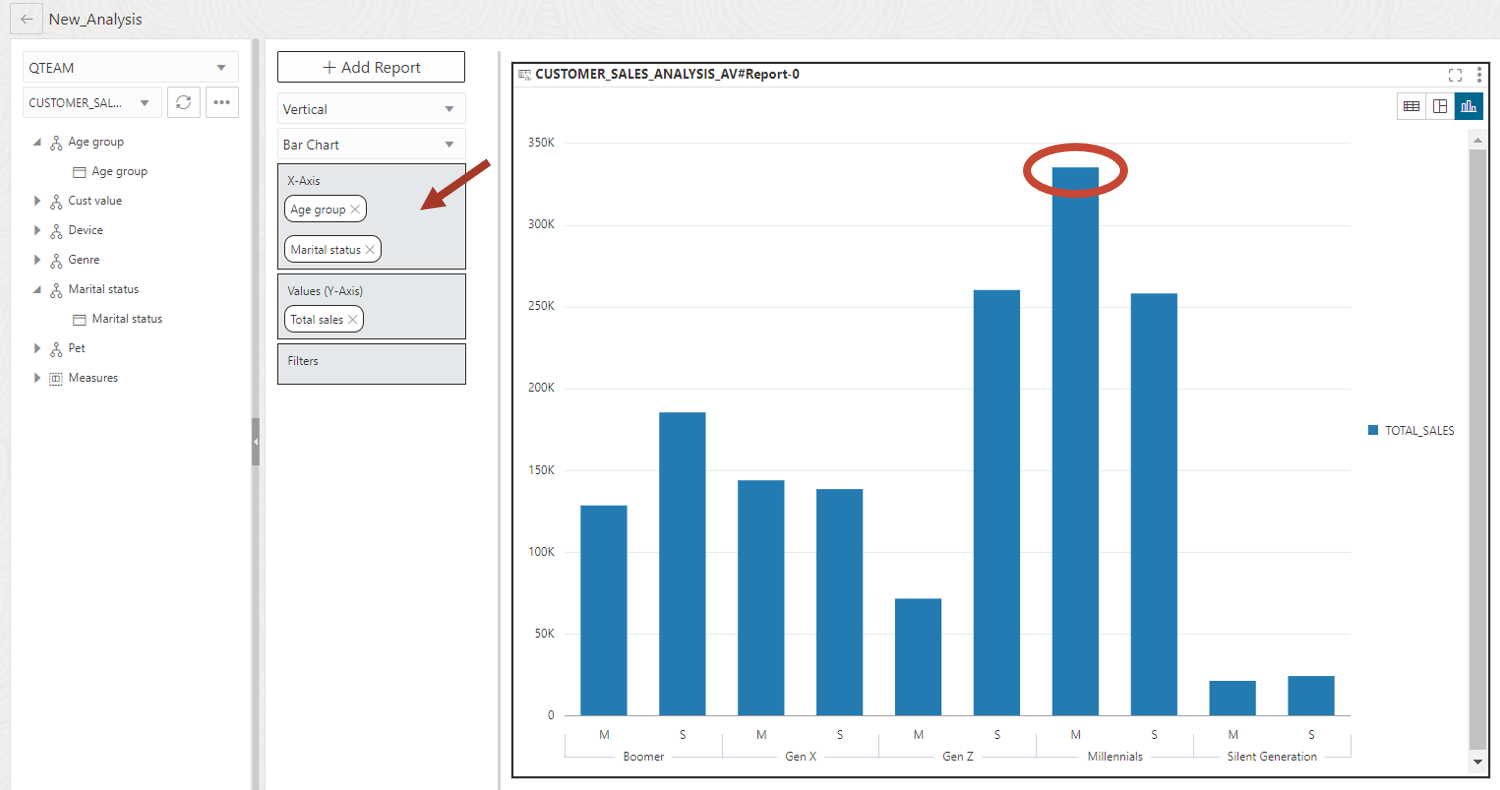 New_Analysis
QTEAM
CUSTOMER_SAL...
Age group
Age group
Cust value
Device
Genre
Marital status
Marital status
Pet
Measures
+ Add Report
Vertical
Bar Chart
X-Axis
Age group
Marital status
Values (Y-Axis)
Total sales
Filters
CUSTOMER_SALES_ANALYSIS_AV#Report-0
350K
300K
250K
200K
150K
100K
50K
0
M S M S M S M S M S
Boomer Gen X Gen Z Millennials Silent Generation
TOTAL_SALES